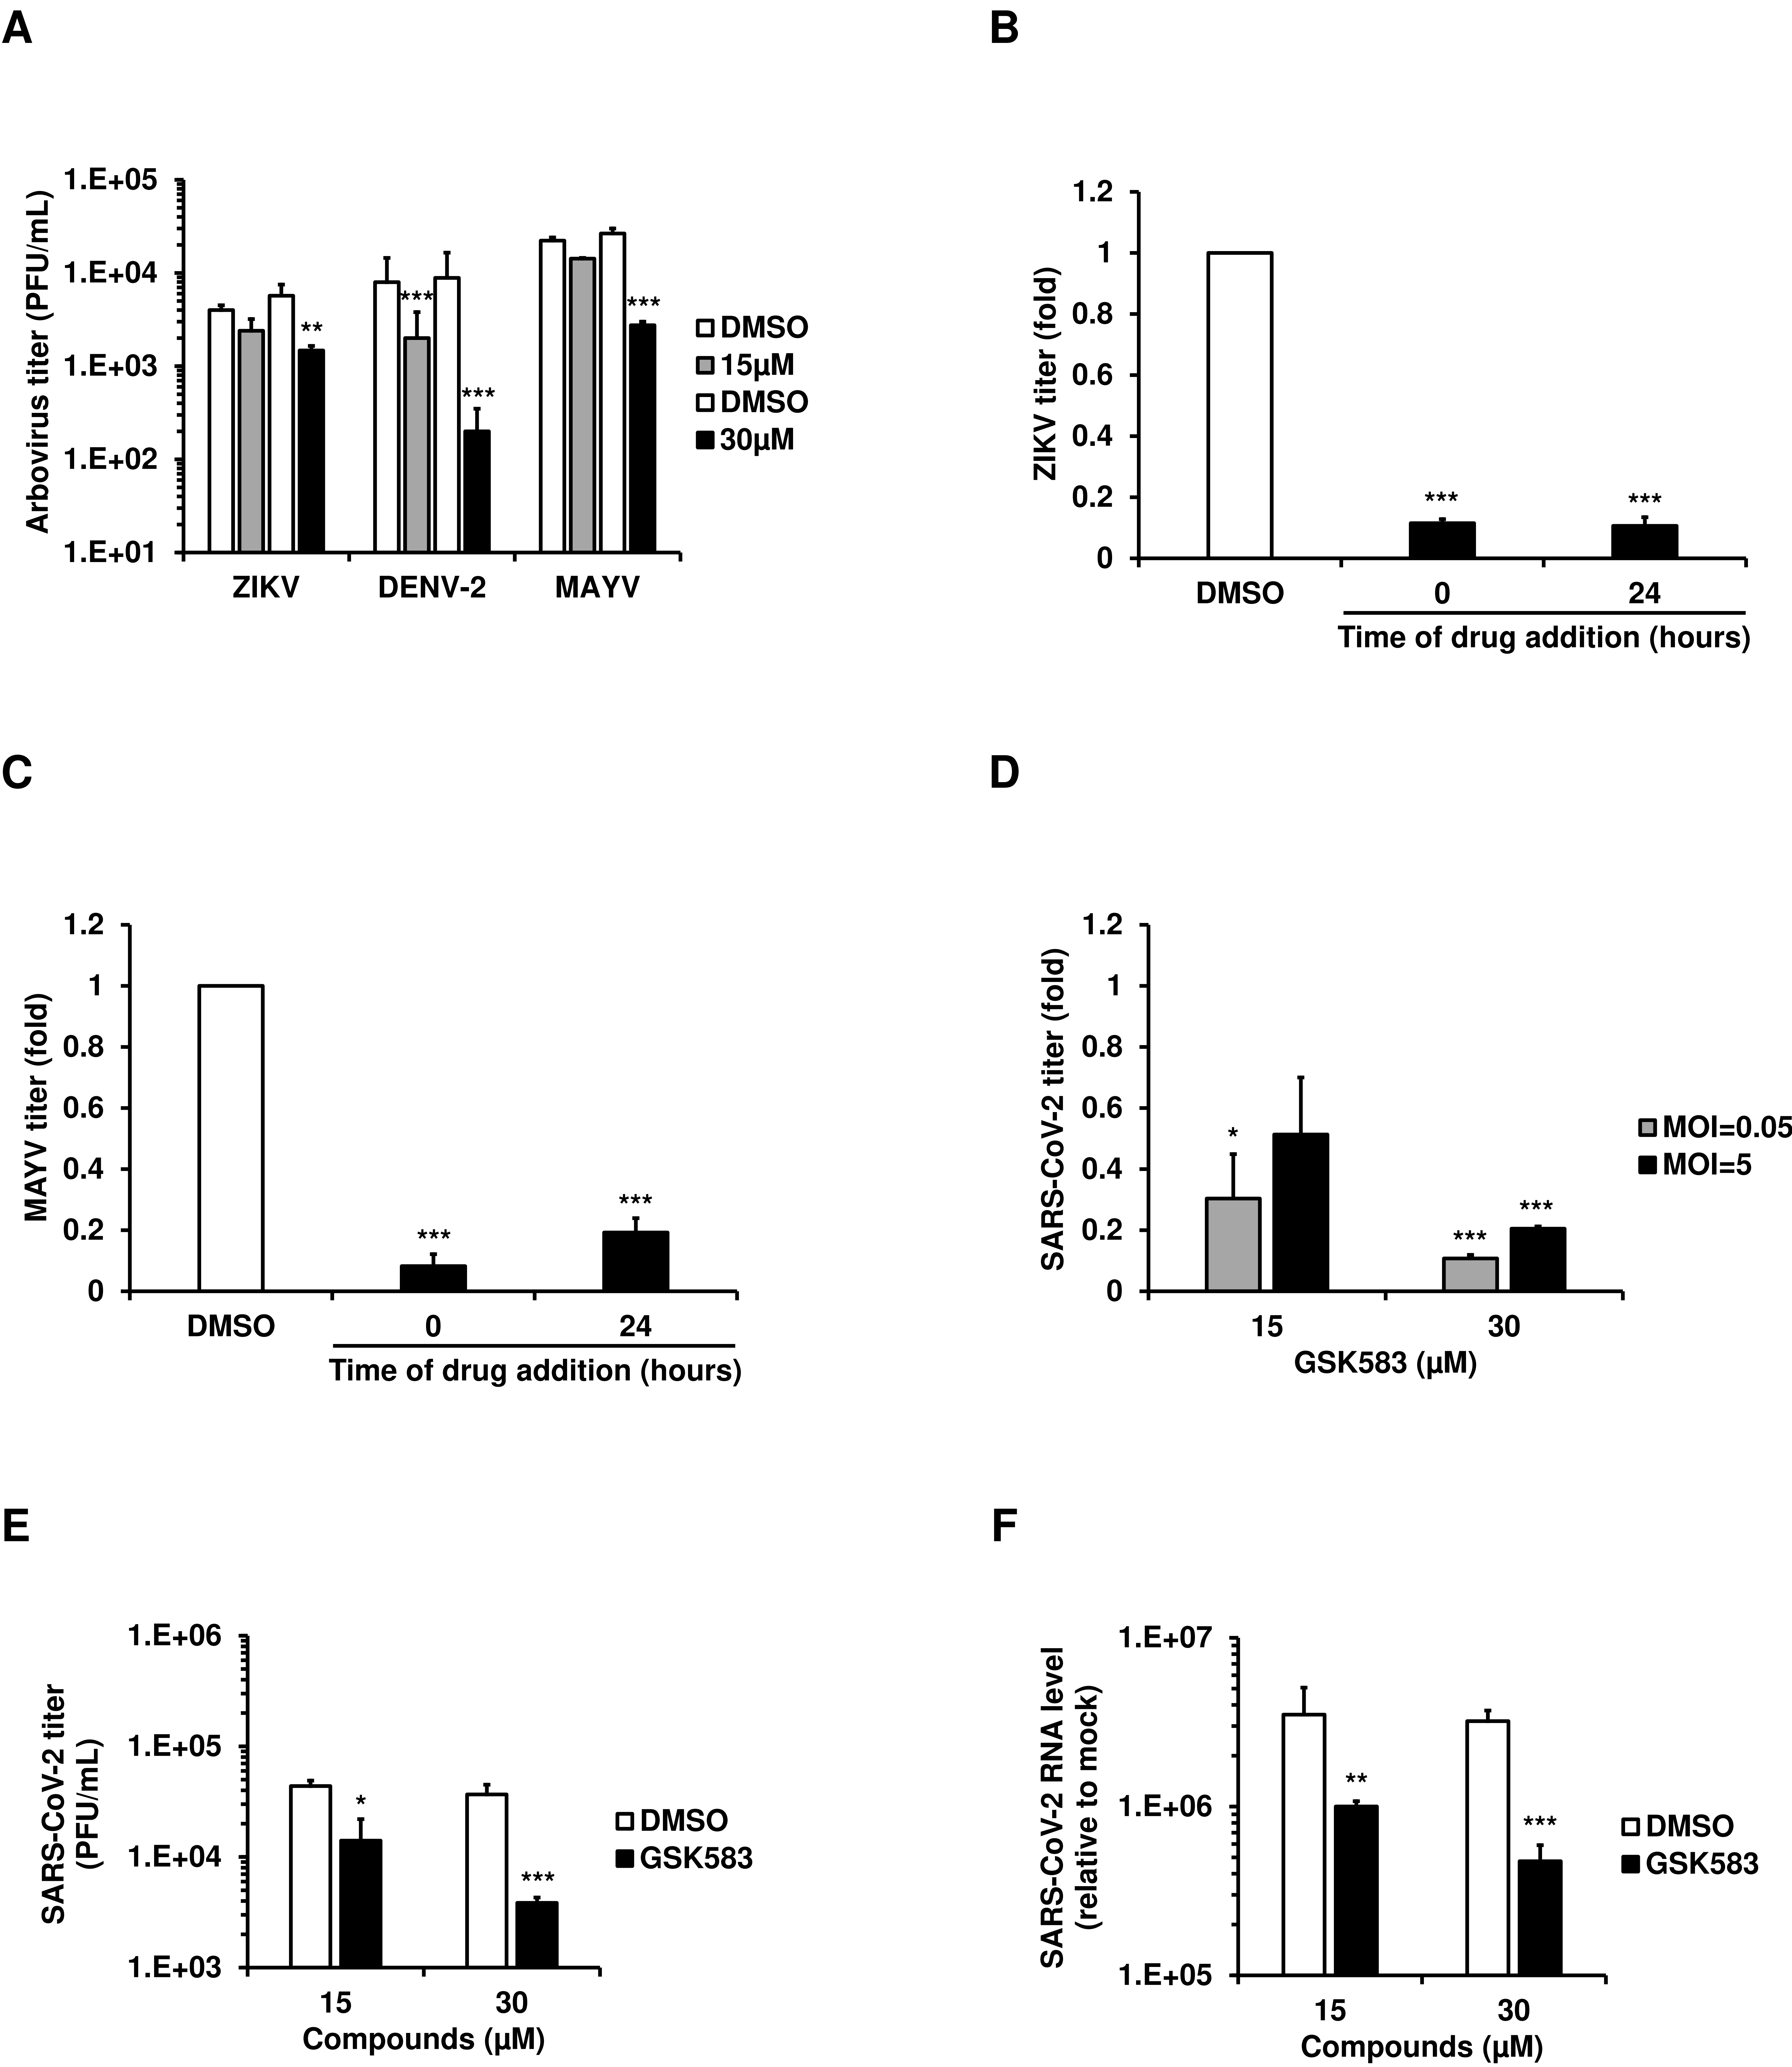 A
Arbovirus titer (PFU/mL)
1.E+05
1.E+04
1.E+03
1.E+02
1.E+01
**
***
***
***
ZIKV DENV-2 MAYV
DMSO
15µM
DMSO
30µM
B
ZIKV titer (fold)
1.2
1
0.8
0.6
0.4
0.2
0
*** ***
DMSO 0 24
Time of drug addition (hours)
C
MAYV titer (fold)
1.2
1
0.8
0.6
0.4
0.2
0
*** ***
DMSO 0 24
Time of drug addition (hours)
D
SARS-CoV-2 titer (fold)
1.2
1
0.8
0.6
0.4
0.2
0
*
*** ***
15 30
GSK583 (µM)
MOI=0.05
MOI=5
E
SARS-CoV-2 titer
(PFU/mL)
1.E+06
1.E+05
1.E+04
1.E+03
*
***
15 30
Compounds (µM)
DMSO
GSK583
F
SARS-CoV-2 RNA level
(relative to mock)
1.E+07
1.E+06
1.E+05
**
***
15 30
Compounds (µM)
DMSO
GSK583